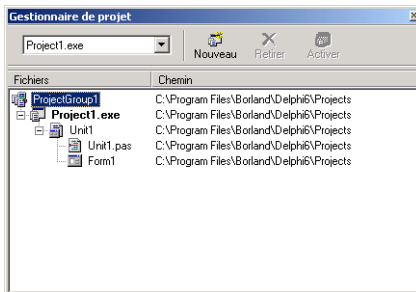 Gestionnaire de projet
Project1.exe
Nouveau Retirer Activer
Fichiers Chemin
ProjectGroup1 C:\Program Files\Borland\Delphi6\Projects
Project1.exe C:\Program Files\Borland\Delphi6\Projects
Unit1 C:\Program Files\Borland\Delphi6\Projects
Unit1.pas C:\Program Files\Borland\Delphi6\Projects
Form1 C:\Program Files\Borland\Delphi6\Projects